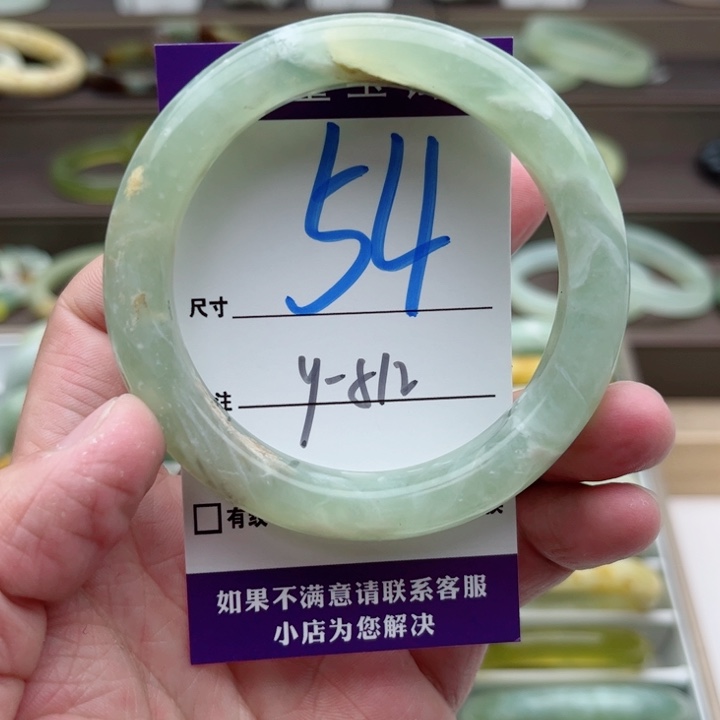 尺寸 54
注 y-812
有纹
如果不满意请联系客服
小店为您解决